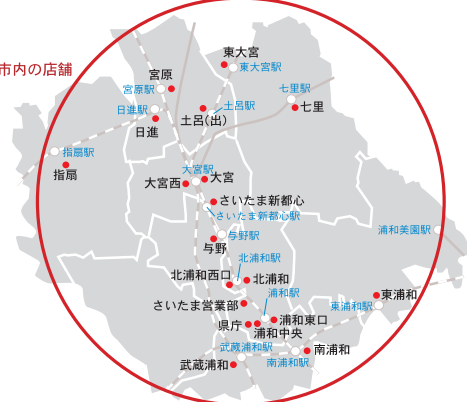 市内の店舗
東大宮
東大宮駅
宮原
宮原駅
七里駅
七里
日進駅
日進
土呂駅
土呂(出)
指扇駅
指扇
大宮駅
大宮西
大宮
さいたま新都心
さいたま新都心駅
与野駅
与野
浦和美園駅
北浦和駅
北浦和西口
北浦和
浦和駅
さいたま営業部
東浦和
東浦和駅
県庁
浦和東口
浦和中央
武蔵浦和駅
南浦和
南浦和駅
武蔵浦和